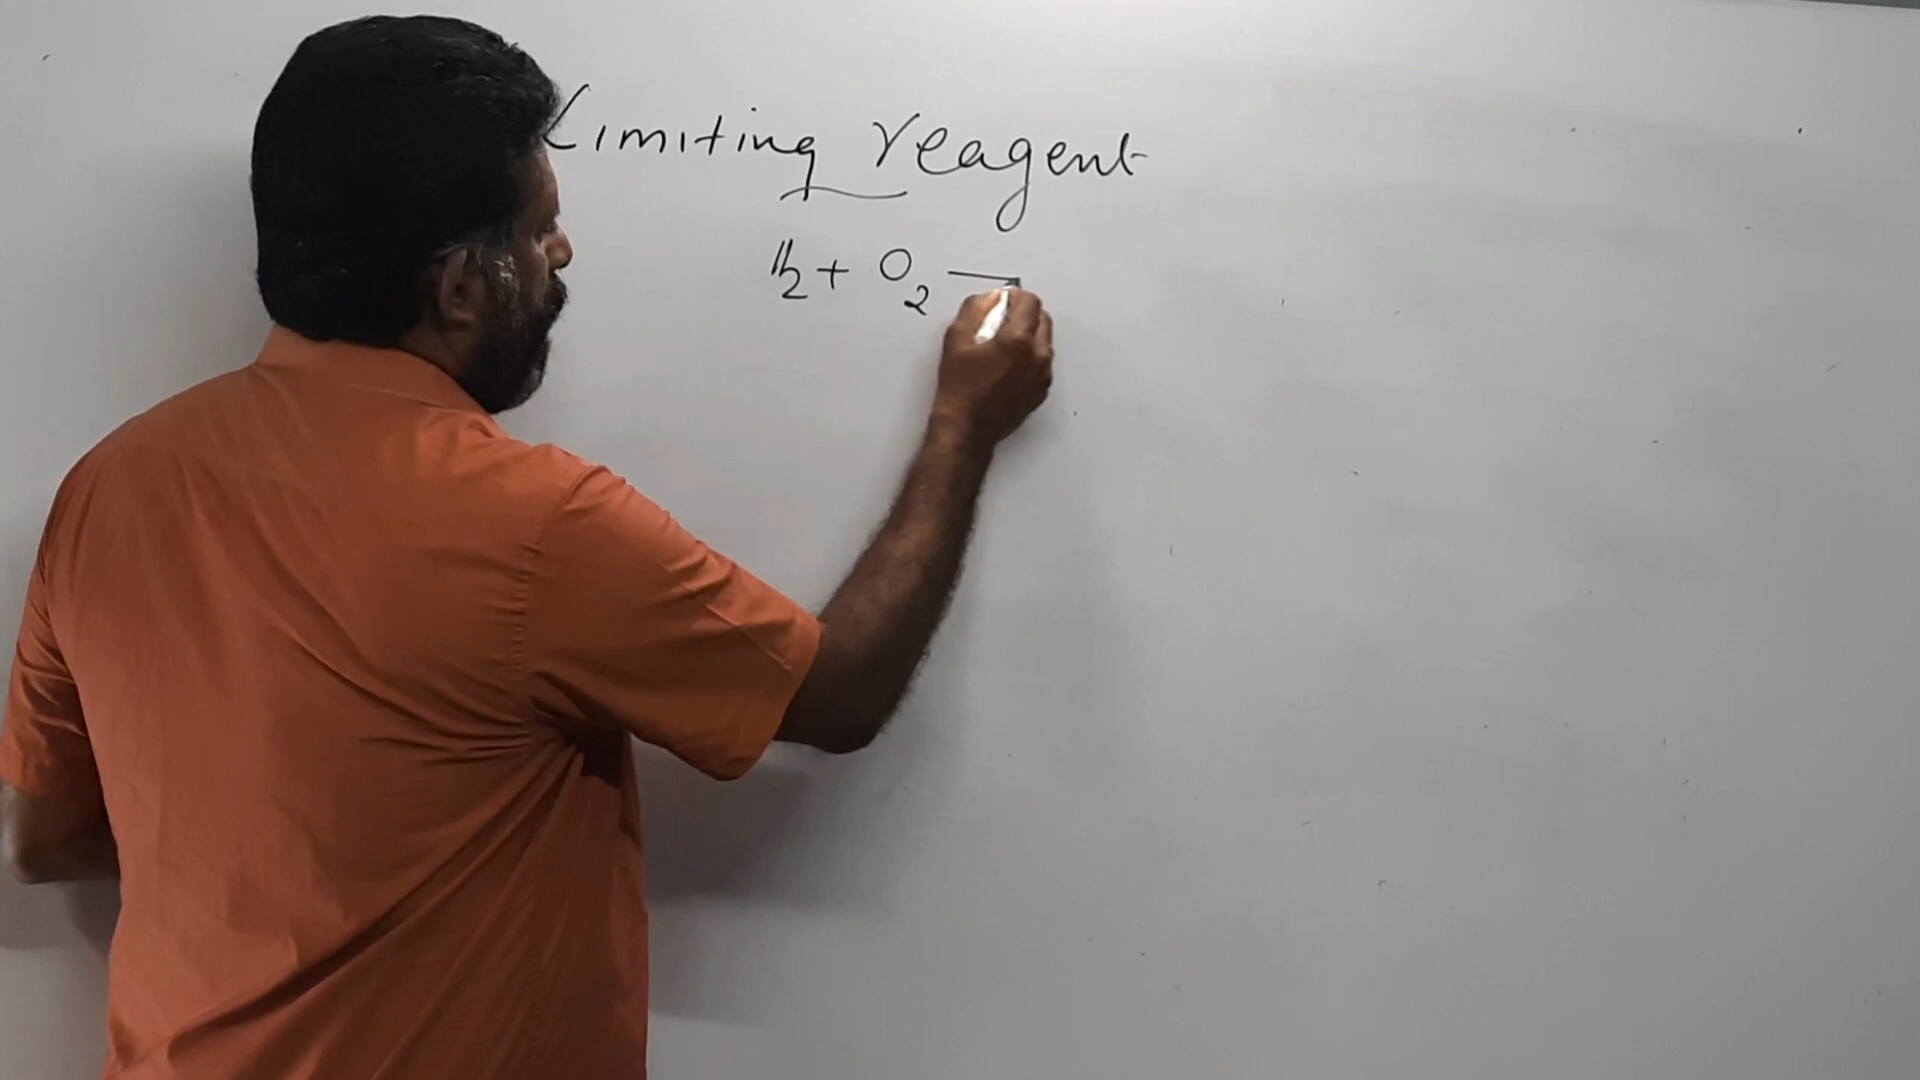 Limiting reagent
H₂ + O₂ —